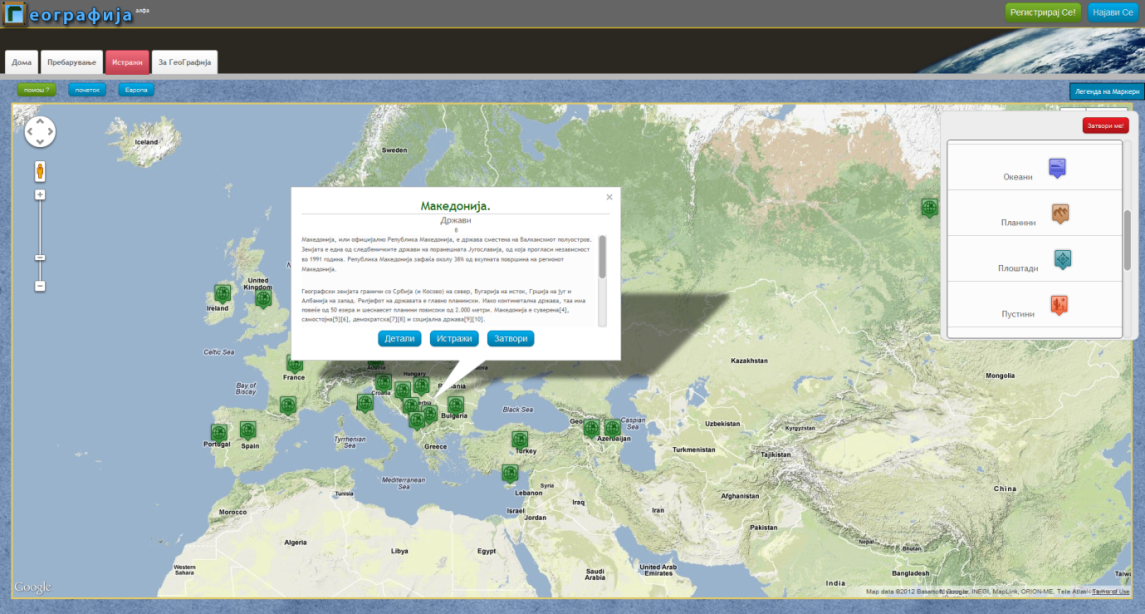 Географија алфа
Регистрирај Се!
Најави Се
Дома
Пребарување
Истражи
За ГеоГрафија
помош ?
почеток
Европа
Легенда на Маркери
Затвори ме!
Океани
Планини
Плоштади
Пустини
Македонија.
Држави
6
Македонија, или официјално Република Македонија, е држава сместена на Балканскиот полуостров.
Земјата е една од следбеничките држави на поранешната Југославија, од која прогласи независност
во 1991 година. Република Македонија зафаќа околу 38% од вкупната површина на регионот
Македонија.
Географски земјата граничи со Србија (и Косово) на север, Бугарија на исток, Грција на југ и
Албанија на запад. Релјефот на државата е главно планински. Иако континентална држава, таа има
повеќе од 50 езера и шеснаесет планини повисоки од 2.000 метри. Македонија е суверена[4],
самостојна[5][6], демократска[7][8] и социјална држава[9][10].
Детали
Истражи
Затвори
Iceland
Sweden
United
Kingdom
Ireland
Celtic Sea
France
Bay of
Biscay
Portugal
Spain
Hungary
Croatia
Bulgaria
Black Sea
Tyrrhenian
Sea
Greece
Turkey
Mediterranean
Sea
Caspian
Sea
Azerbaijan
Kazakhstan
Mongolia
Uzbekistan
Kyrgyzstan
Turkmenistan
Tajikistan
China
Afghanistan
Pakistan
Nepal
Bhutan
Bangladesh
India
Syria
Lebanon
Iraq
Iran
Israel
Jordan
Tunisia
Morocco
Algeria
Libya
Egypt
Western
Sahara
Saudi
Arabia
United Arab
Emirates
Google
Map data ©2012 Basarsoft, Google, INEGI, MapLink, ORION-ME, Tele Atlas
Terms of Use